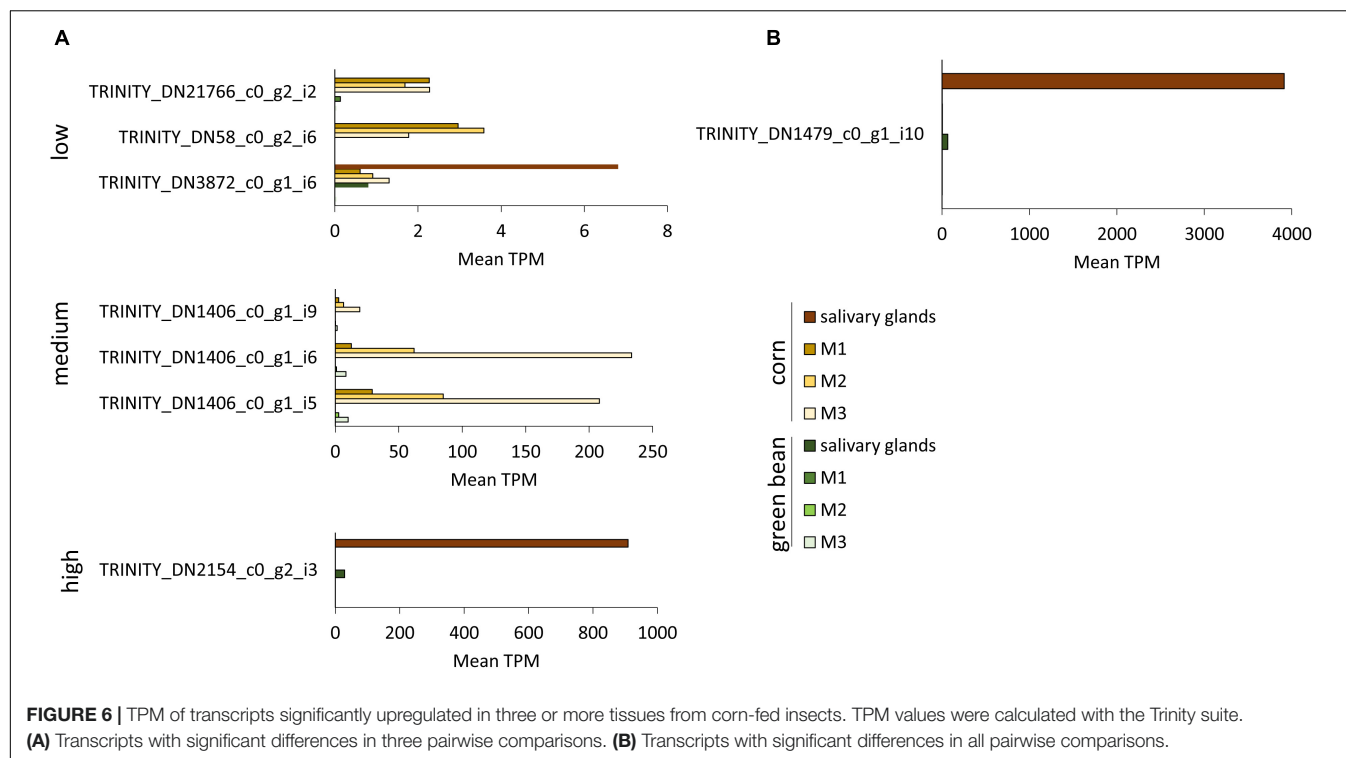 A
low
TRINITY_DN21766_c0_g2_i2
TRINITY_DN58_c0_g2_i6
TRINITY_DN3872_c0_g1_i6
0 2 4 6 8
Mean TPM
medium
TRINITY_DN1406_c0_g1_i9
TRINITY_DN1406_c0_g1_i6
TRINITY_DN1406_c0_g1_i5
0 50 100 150 200 250
Mean TPM
high
TRINITY_DN2154_c0_g2_i3
0 200 400 600 800 1000
Mean TPM
B
TRINITY_DN1479_c0_g1_i10
0 1000 2000 3000 4000
Mean TPM
corn
salivary glands
M1
M2
M3
green bean
salivary glands
M1
M2
M3
FIGURE 6 | TPM of transcripts significantly upregulated in three or more tissues from corn-fed insects. TPM values were calculated with the Trinity suite.
(A) Transcripts with significant differences in three pairwise comparisons. (B) Transcripts with significant differences in all pairwise comparisons.